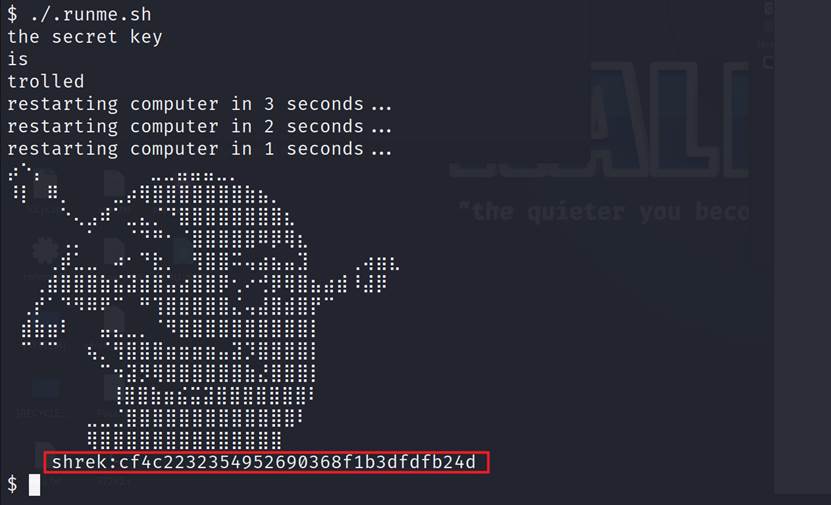 $ ./.runme.sh
the secret key
is
trolled
restarting computer in 3 seconds...
restarting computer in 2 seconds...
restarting computer in 1 seconds...
"the quieter you beco
shrek:cf4c2232354952690368f1b3dfdfb24d
$